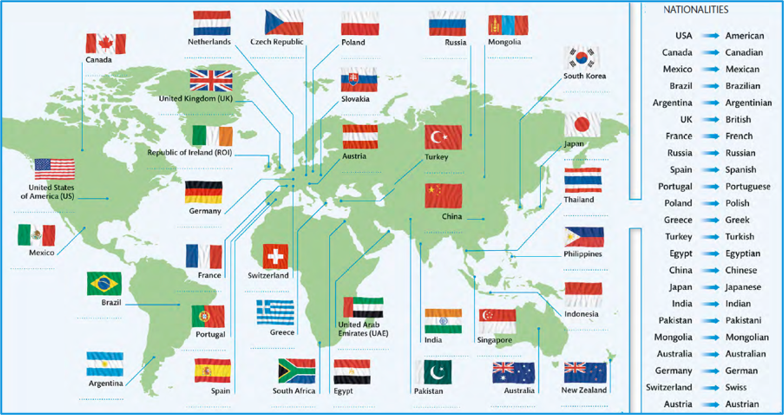 Netherlands
Czech Republic
Poland
Russia
Mongolia
Canada
South Korea
United Kingdom (UK)
Slovakia
Republic of Ireland (ROI)
Austria
Turkey
Japan
United States
of America (US)
Germany
China
Thailand
Mexico
France
Switzerland
Philippines
Brazil
Portugal
Greece
United Arab
Emirates (UAE)
India
Singapore
Indonesia
Argentina
Spain
South Africa
Egypt
Pakistan
Australia
New Zealand
NATIONALITIES
USA American
Canada Canadian
Mexico Mexican
Brazil Brazilian
Argentina Argentinian
UK British
France French
Russia Russian
Spain Spanish
Portugal Portuguese
Poland Polish
Greece Greek
Turkey Turkish
Egypt Egyptian
China Chinese
Japan Japanese
India Indian
Pakistan Pakistani
Mongolia Mongolian
Australia Australian
Germany German
Switzerland Swiss
Austria Austrian